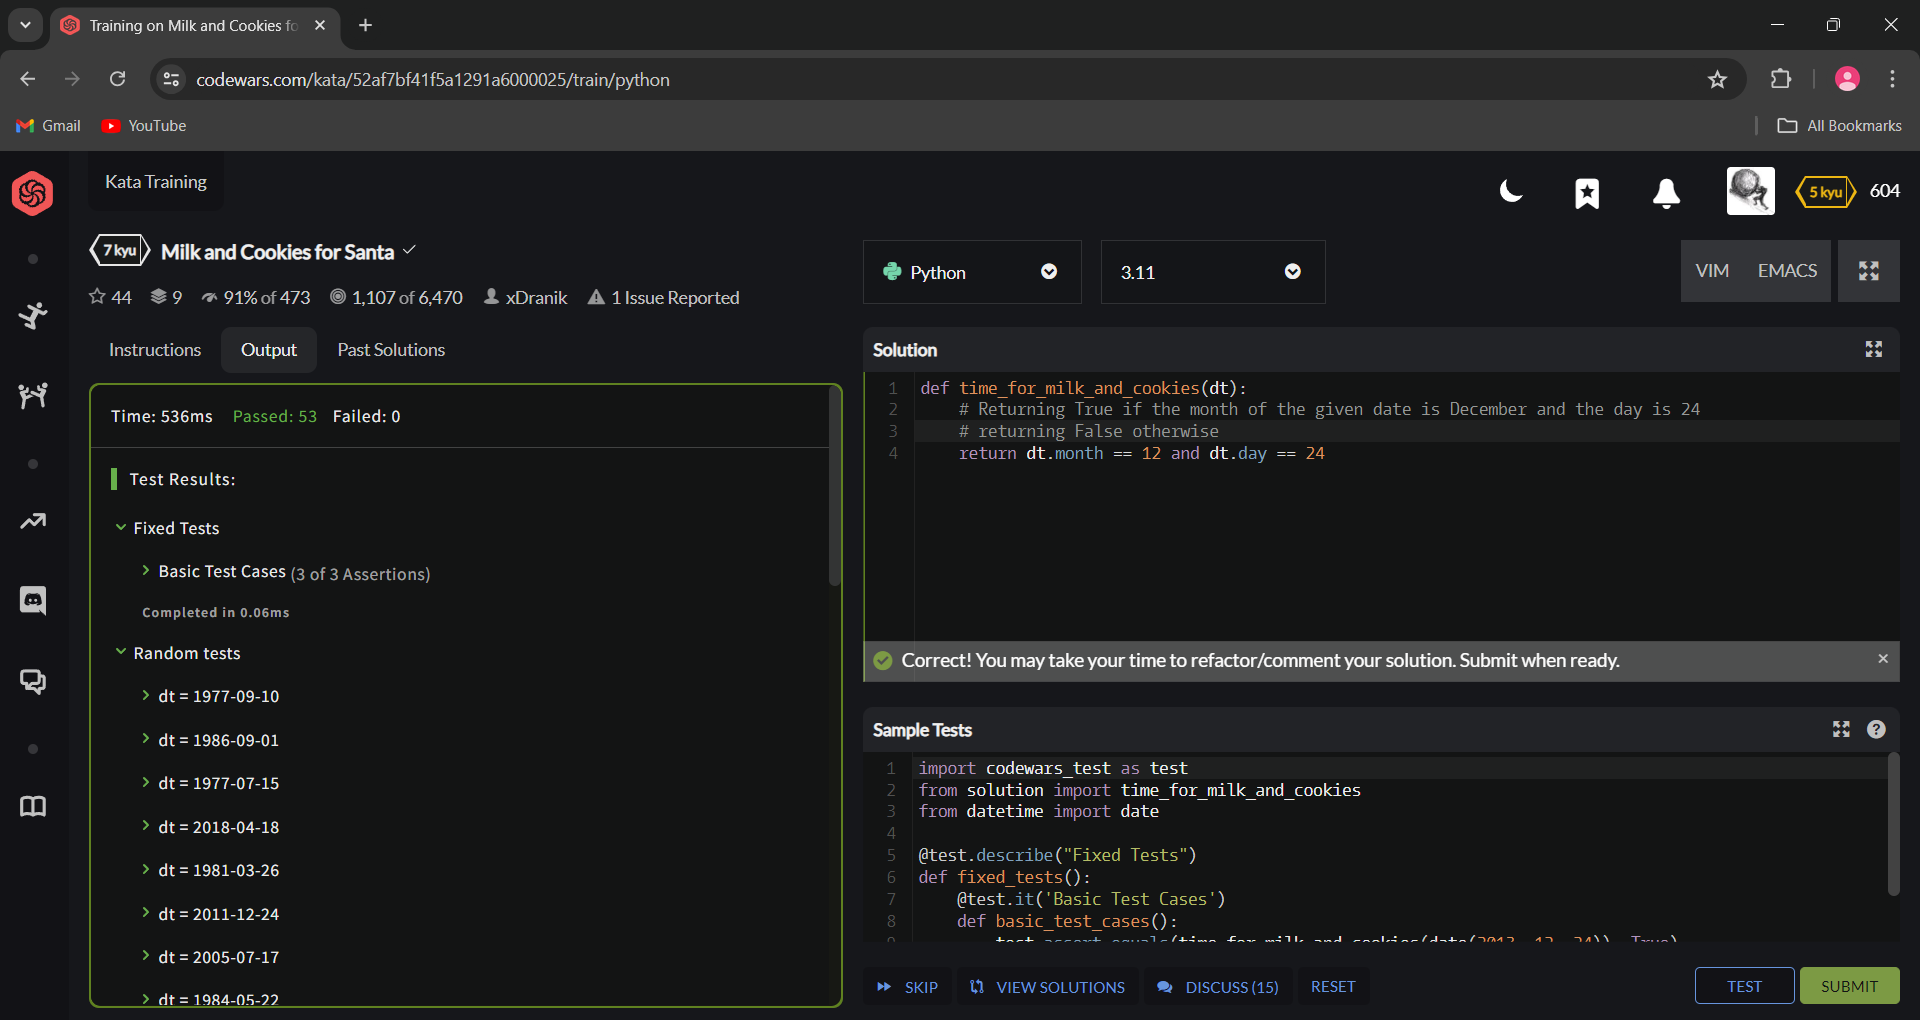 Training on Milk and Cookies fo
codewars.com/kata/52af7bf41f5a1291a6000025/train/python
Gmail
YouTube
All Bookmarks
Kata Training
5 kyu
604
7 kyu
Milk and Cookies for Santa
44
9
91% of 473
1,107 of 6,470
xDranik
1 Issue Reported
Python
3.11
VIM
EMACS
Instructions
Output
Past Solutions
Time: 536ms Passed: 53 Failed: 0
Test Results:
Fixed Tests
Basic Test Cases (3 of 3 Assertions)
Completed in 0.06ms
Random tests
dt = 1977-09-10
dt = 1986-09-01
dt = 1977-07-15
dt = 2018-04-18
dt = 1981-03-26
dt = 2011-12-24
dt = 2005-07-17
dt = 1984-05-22
Solution
1 def time_for_milk_and_cookies(dt):
2 # Returning True if the month of the given date is December and the day is 24
3 # returning False otherwise
4 return dt.month == 12 and dt.day == 24
Correct! You may take your time to refactor/comment your solution. Submit when ready.
Sample Tests
1 import codewars_test as test
2 from solution import time_for_milk_and_cookies
3 from datetime import date
4
5 @test.describe("Fixed Tests")
6 def fixed_tests():
7 @test.it('Basic Test Cases')
8 def basic_test_cases():
9 test.assert_equals(time_for_milk_and_cookies(date(2013, 12, 24)), True)
SKIP
VIEW SOLUTIONS
DISCUSS (15)
RESET
TEST
SUBMIT